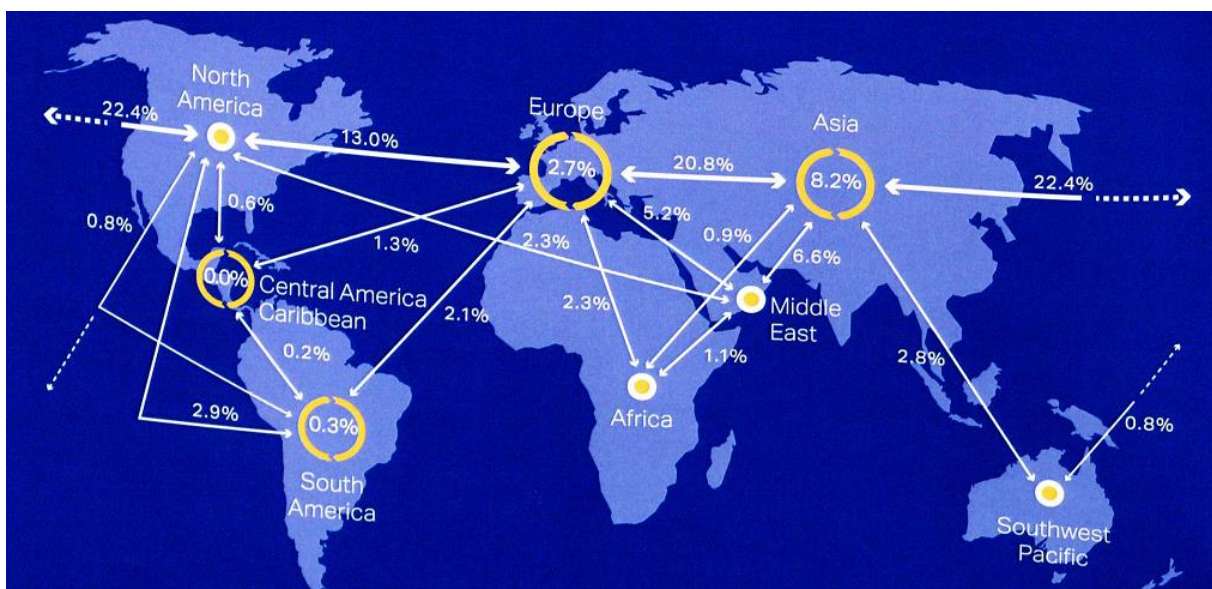 North
America
22.4%
13.0%
Europe
2.7%
20.8%
Asia
8.2%
22.4%
0.8%
0.6%
1.3%
2.3%
5.2%
0.9%
6.6%
0.0%
Central America
Caribbean
2.1%
2.3%
Middle
East
1.1%
0.2%
2.8%
Africa
2.9%
0.3%
0.8%
South
America
Southwest
Pacific